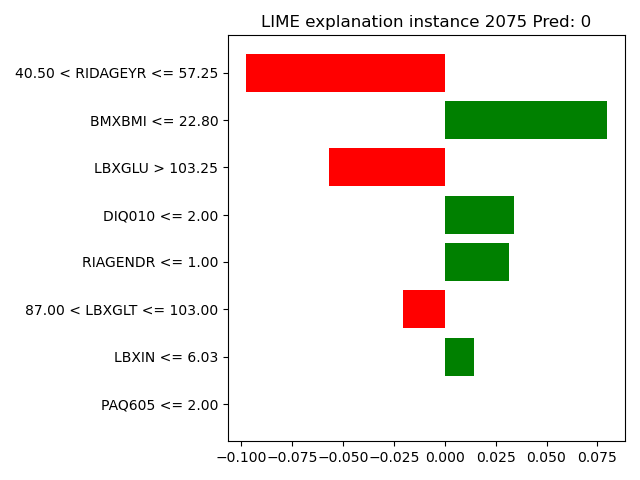 LIME explanation instance 2075 Pred: 0
40.50 < RIDAGEYR <= 57.25
BMXBMI <= 22.80
LBXGLU > 103.25
DIQ010 <= 2.00
RIAGENDR <= 1.00
87.00 < LBXGLT <= 103.00
LBXIN <= 6.03
PAQ605 <= 2.00
−0.100 −0.075 −0.050 −0.025 0.000 0.025 0.050 0.075